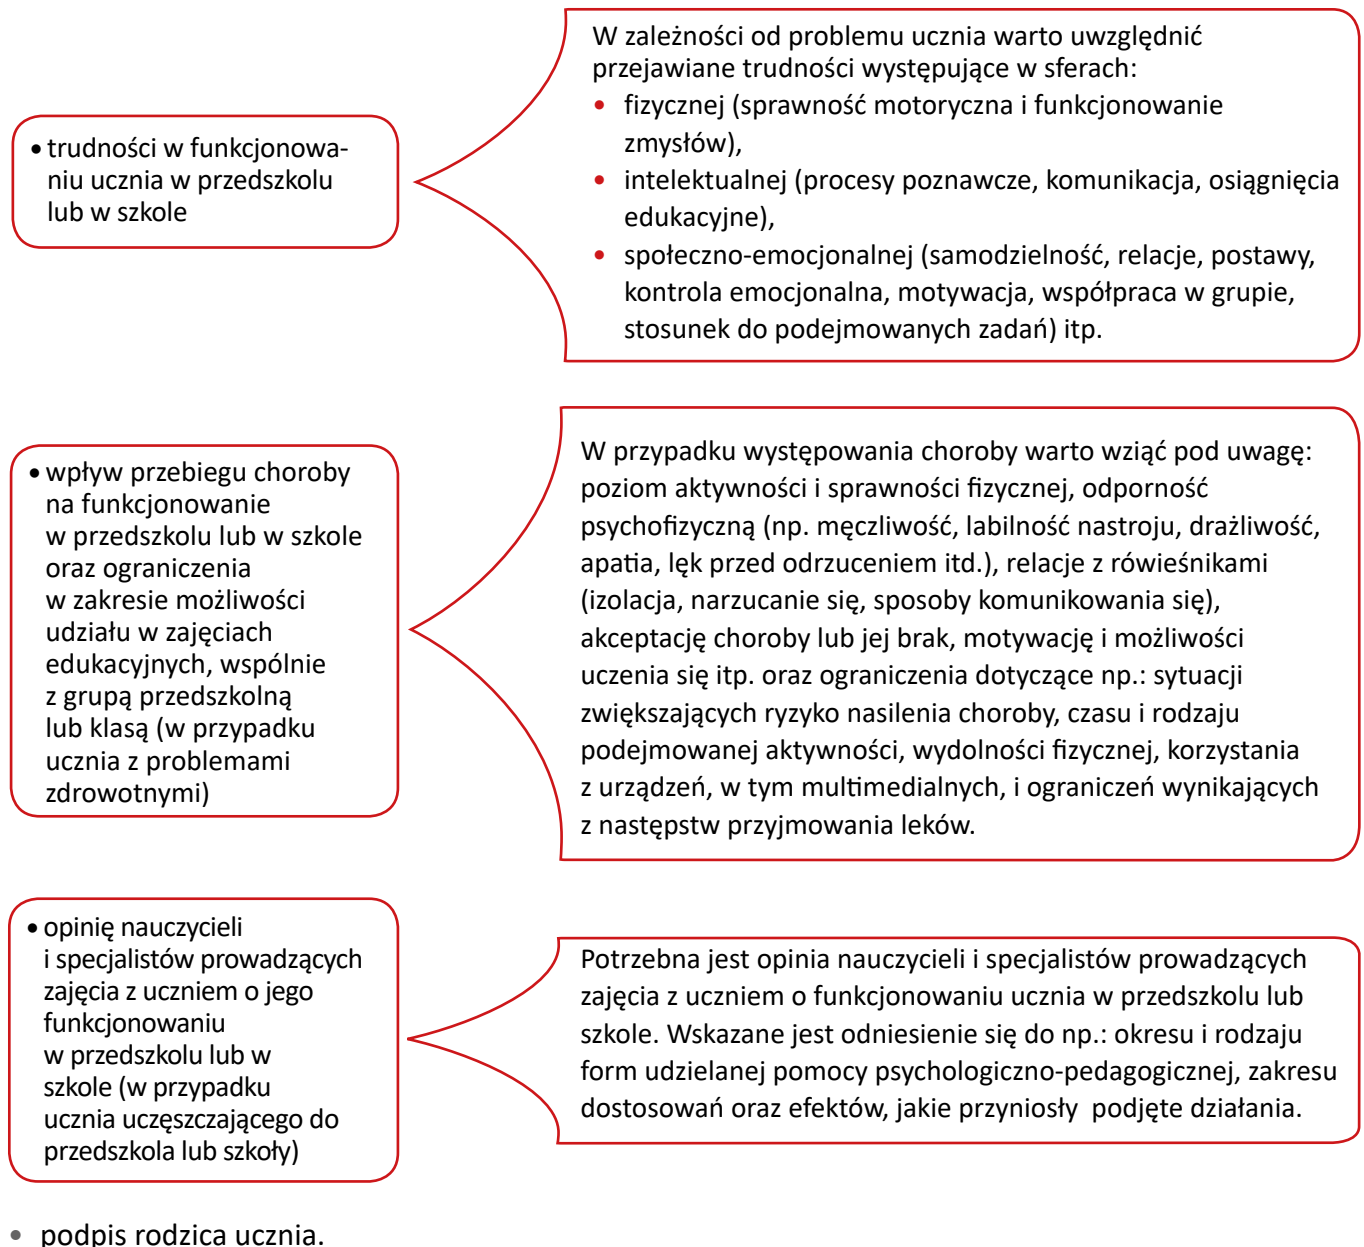 • trudności w funkcjonowa-
niu ucznia w przedszkolu
lub w szkole
W zależności od problemu ucznia warto uwzględnić
przejawiane trudności występujące w sferach:
• fizycznej (sprawność motoryczna i funkcjonowanie
zmysłów),
• intelektualnej (procesy poznawcze, komunikacja, osiągnięcia
edukacyjne),
• społeczno-emocjonalnej (samodzielność, relacje, postawy,
kontrola emocjonalna, motywacja, współpraca w grupie,
stosunek do podejmowanych zadań) itp.
• wpływ przebiegu choroby
na funkcjonowanie
w przedszkolu lub w szkole
oraz ograniczenia
w zakresie możliwości
udziału w zajęciach
edukacyjnych, wspólnie
z grupą przedszkolną
lub klasą (w przypadku
ucznia z problemami
zdrowotnymi)
W przypadku występowania choroby warto wziąć pod uwagę:
poziom aktywności i sprawności fizycznej, odporność
psychofizyczną (np. męczliwość, labilność nastroju, drażliwość,
apatia, lęk przed odrzuceniem itd.), relacje z rówieśnikami
(izolacja, narzucanie się, sposoby komunikowania się),
akceptację choroby lub jej brak, motywację i możliwości
uczenia się itp. oraz ograniczenia dotyczące np.: sytuacji
zwiększających ryzyko nasilenia choroby, czasu i rodzaju
podejmowanej aktywności, wydolności fizycznej, korzystania
z urządzeń, w tym multimedialnych, i ograniczeń wynikających
z następstw przyjmowania leków.
• opinię nauczycieli
i specjalistów prowadzących
zajęcia z uczniem o jego
funkcjonowaniu
w przedszkolu lub w
szkole (w przypadku
ucznia uczęszczającego do
przedszkola lub szkoły)
Potrzebna jest opinia nauczycieli i specjalistów prowadzących
zajęcia z uczniem o funkcjonowaniu ucznia w przedszkolu lub
szkole. Wskazane jest odniesienie się do np.: okresu i rodzaju
form udzielanej pomocy psychologiczno-pedagogicznej, zakresu
dostosowań oraz efektów, jakie przyniosły podjęte działania.
• podpis rodzica ucznia.